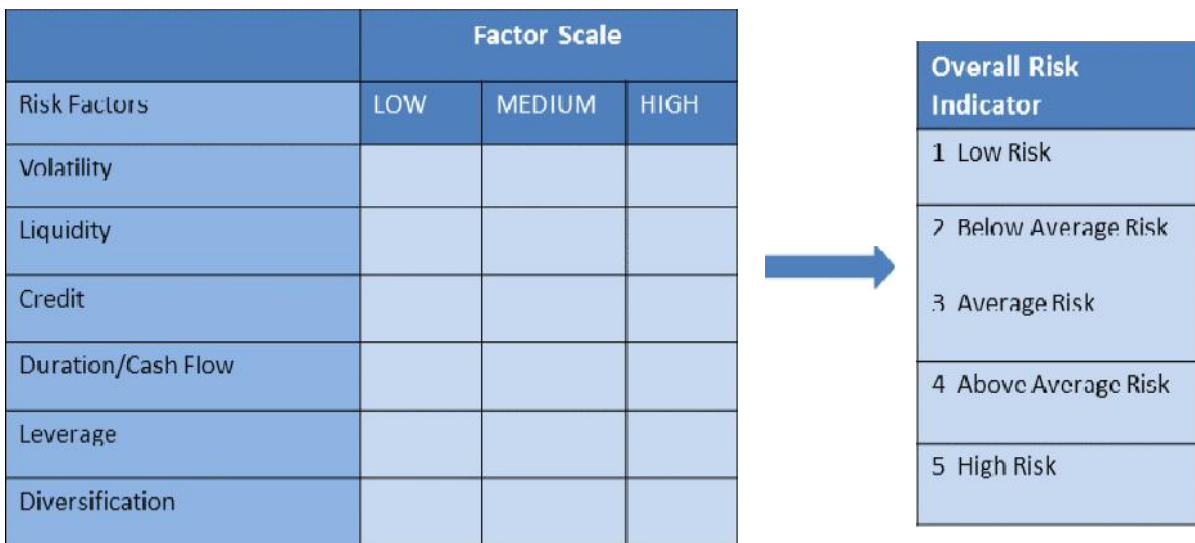 Factor Scale
Risk Factors LOW MEDIUM HIGH
Volatility
Liquidity
Credit
Duration/Cash Flow
Leverage
Diversification
Overall Risk
Indicator
1 Low Risk
2 Below Average Risk
3 Average Risk
4 Above Average Risk
5 High Risk